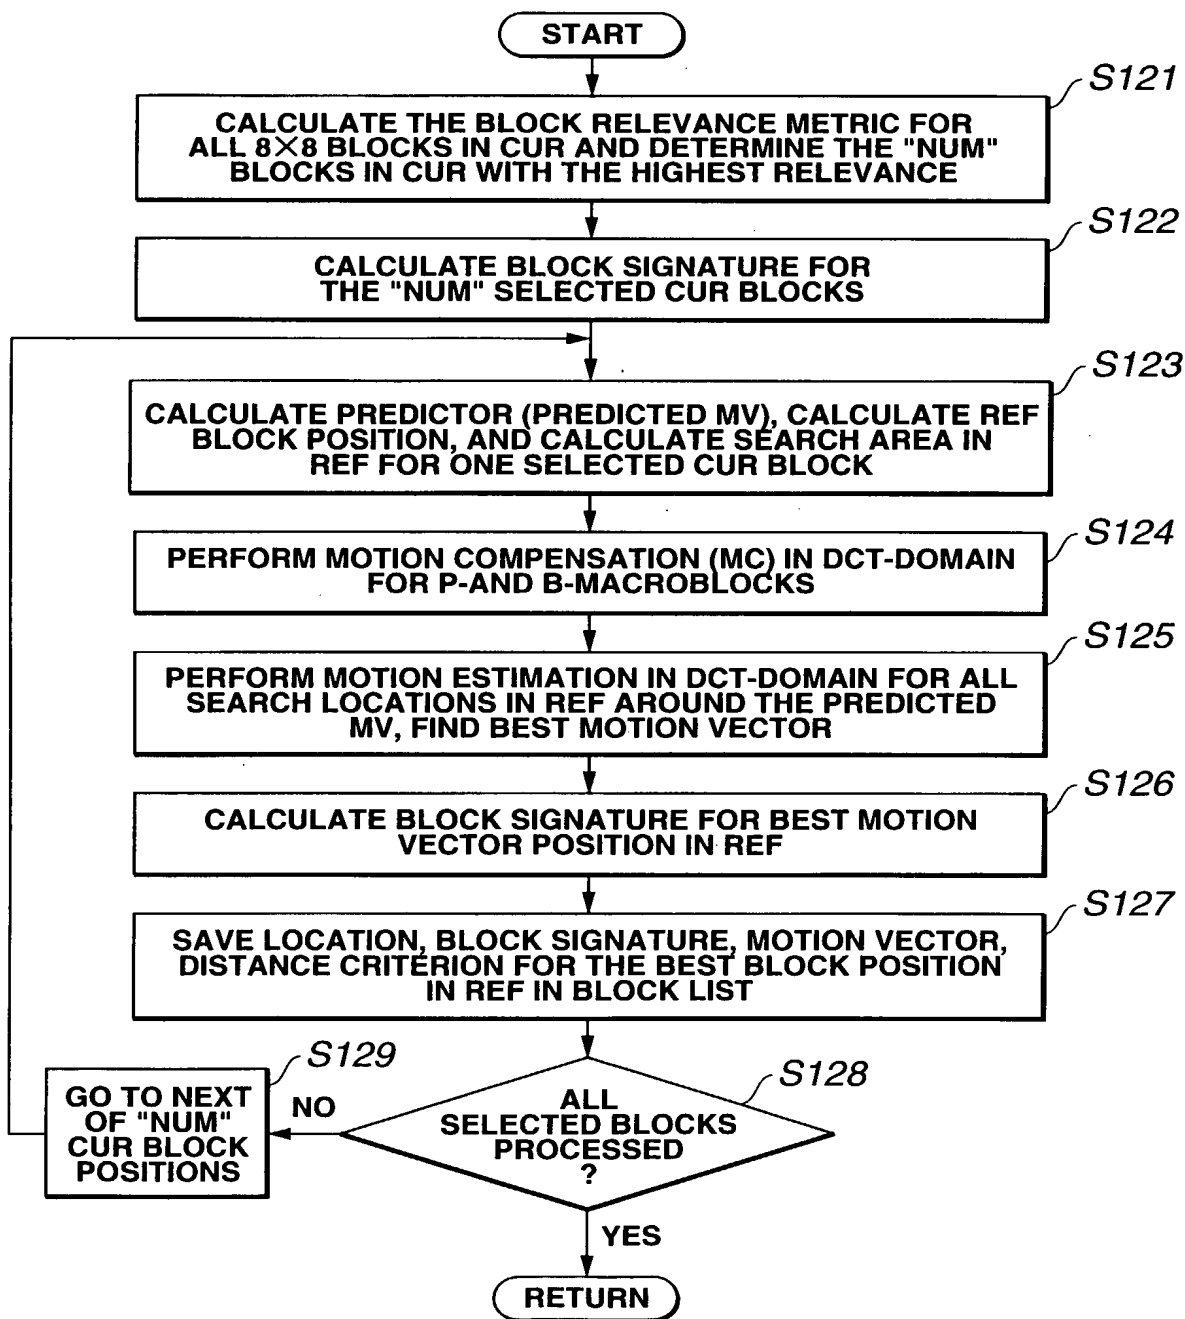 START
S121
CALCULATE THE BLOCK RELEVANCE METRIC FOR
ALL 8×8 BLOCKS IN CUR AND DETERMINE THE "NUM"
BLOCKS IN CUR WITH THE HIGHEST RELEVANCE
S122
CALCULATE BLOCK SIGNATURE FOR
THE "NUM" SELECTED CUR BLOCKS
S123
CALCULATE PREDICTOR (PREDICTED MV), CALCULATE REF
BLOCK POSITION, AND CALCULATE SEARCH AREA IN
REF FOR ONE SELECTED CUR BLOCK
S124
PERFORM MOTION COMPENSATION (MC) IN DCT-DOMAIN
FOR P-AND B-MACROBLOCKS
S125
PERFORM MOTION ESTIMATION IN DCT-DOMAIN FOR ALL
SEARCH LOCATIONS IN REF AROUND THE PREDICTED
MV, FIND BEST MOTION VECTOR
S126
CALCULATE BLOCK SIGNATURE FOR BEST MOTION
VECTOR POSITION IN REF
S127
SAVE LOCATION, BLOCK SIGNATURE, MOTION VECTOR,
DISTANCE CRITERION FOR THE BEST BLOCK POSITION
IN REF IN BLOCK LIST
S128
ALL
SELECTED BLOCKS
PROCESSED
?
NO
S129
GO TO NEXT
OF "NUM"
CUR BLOCK
POSITIONS
YES
RETURN